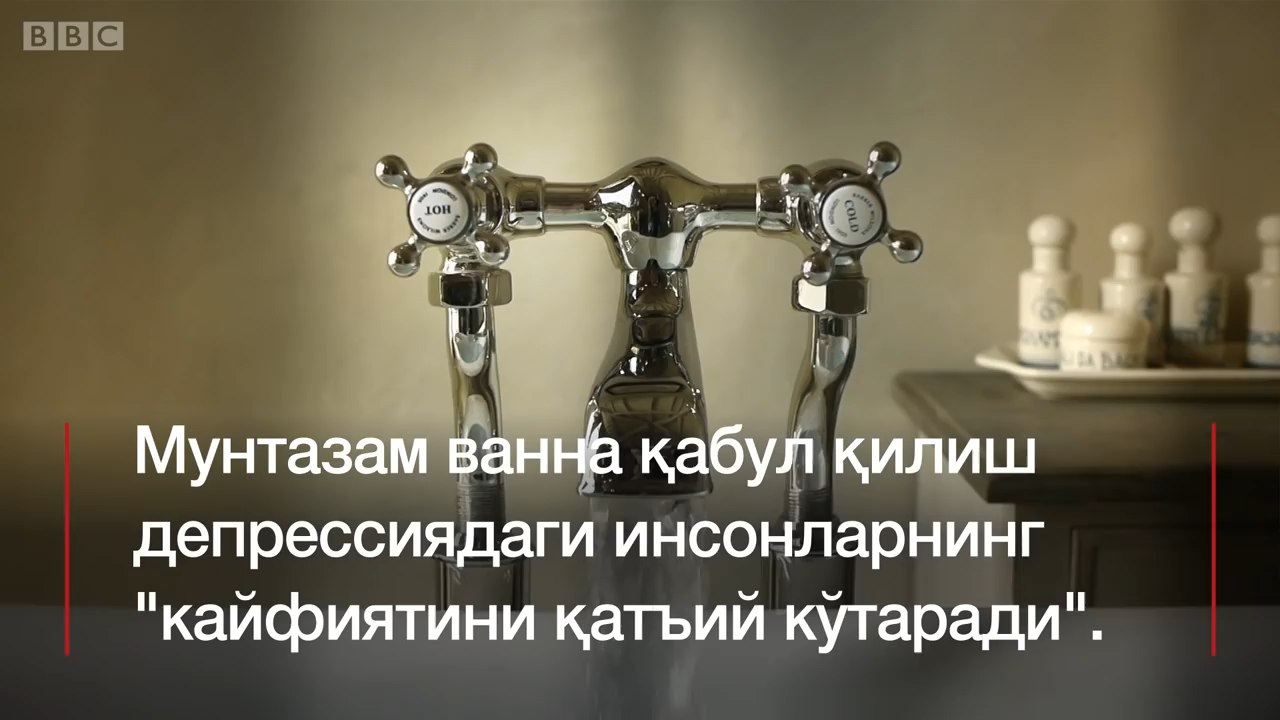 BBC
HOT
COLD
Мунтазам ванна қабул қилиш
депрессиядаги инсонларнинг
"кайфиятини қатъий кўтаради".